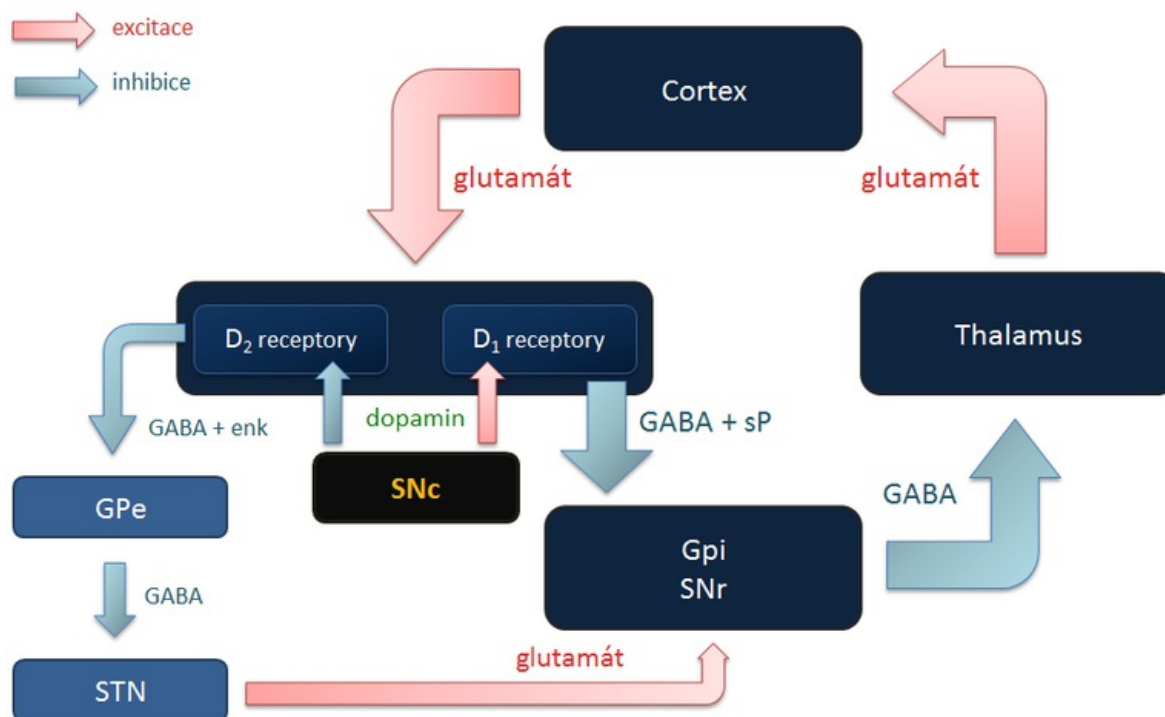 excitace
inhibice
Cortex
glutamát
glutamát
D₂ receptory
D₁ receptory
Thalamus
GABA + enk
dopamin
GABA + sP
SNc
GPe
GABA
Gpi
SNr
GABA
glutamát
STN